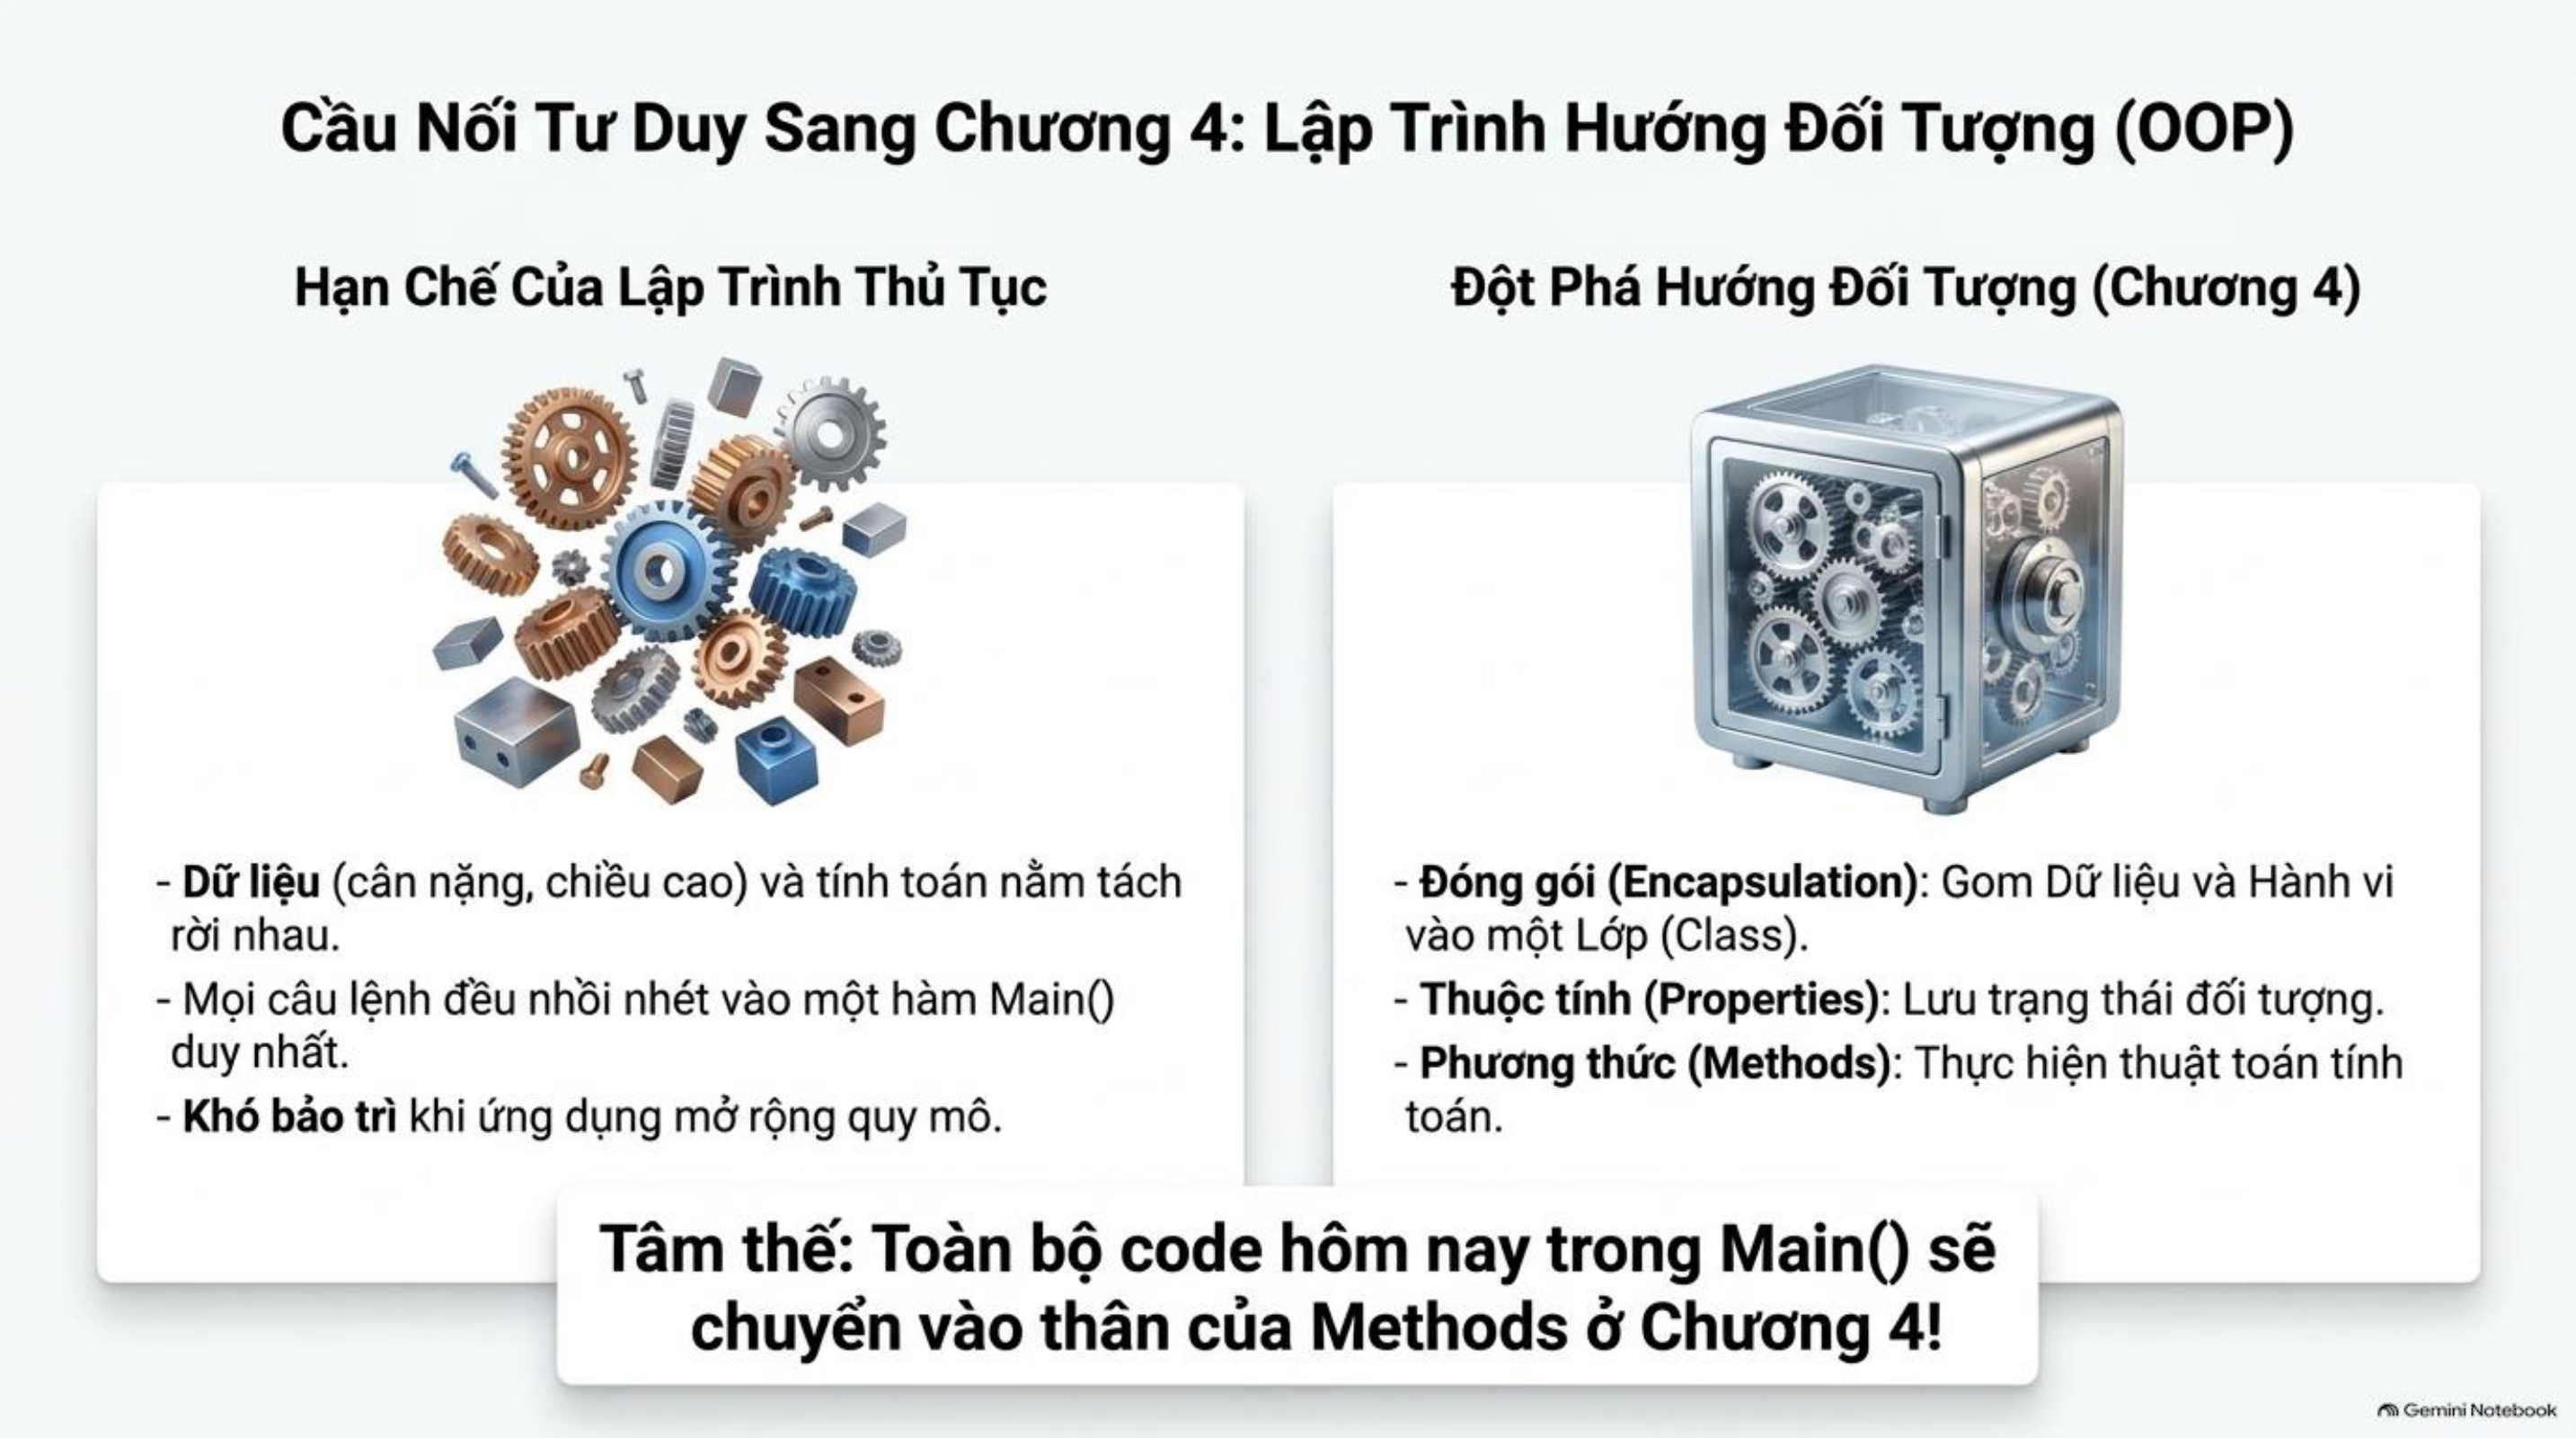 Cầu Nối Tư Duy Sang Chương 4: Lập Trình Hướng Đối Tượng (OOP)
Hạn Chế Của Lập Trình Thủ Tục
- Dữ liệu (cân nặng, chiều cao) và tính toán nằm tách
rời nhau.
- Mọi câu lệnh đều nhồi nhét vào một hàm Main()
duy nhất.
- Khó bảo trì khi ứng dụng mở rộng quy mô.
Đột Phá Hướng Đối Tượng (Chương 4)
- Đóng gói (Encapsulation): Gom Dữ liệu và Hành vi
vào một Lớp (Class).
- Thuộc tính (Properties): Lưu trạng thái đối tượng.
- Phương thức (Methods): Thực hiện thuật toán tính
toán.
Tâm thế: Toàn bộ code hôm nay trong Main() sẽ
chuyển vào thân của Methods ở Chương 4!
Gemini Notebook